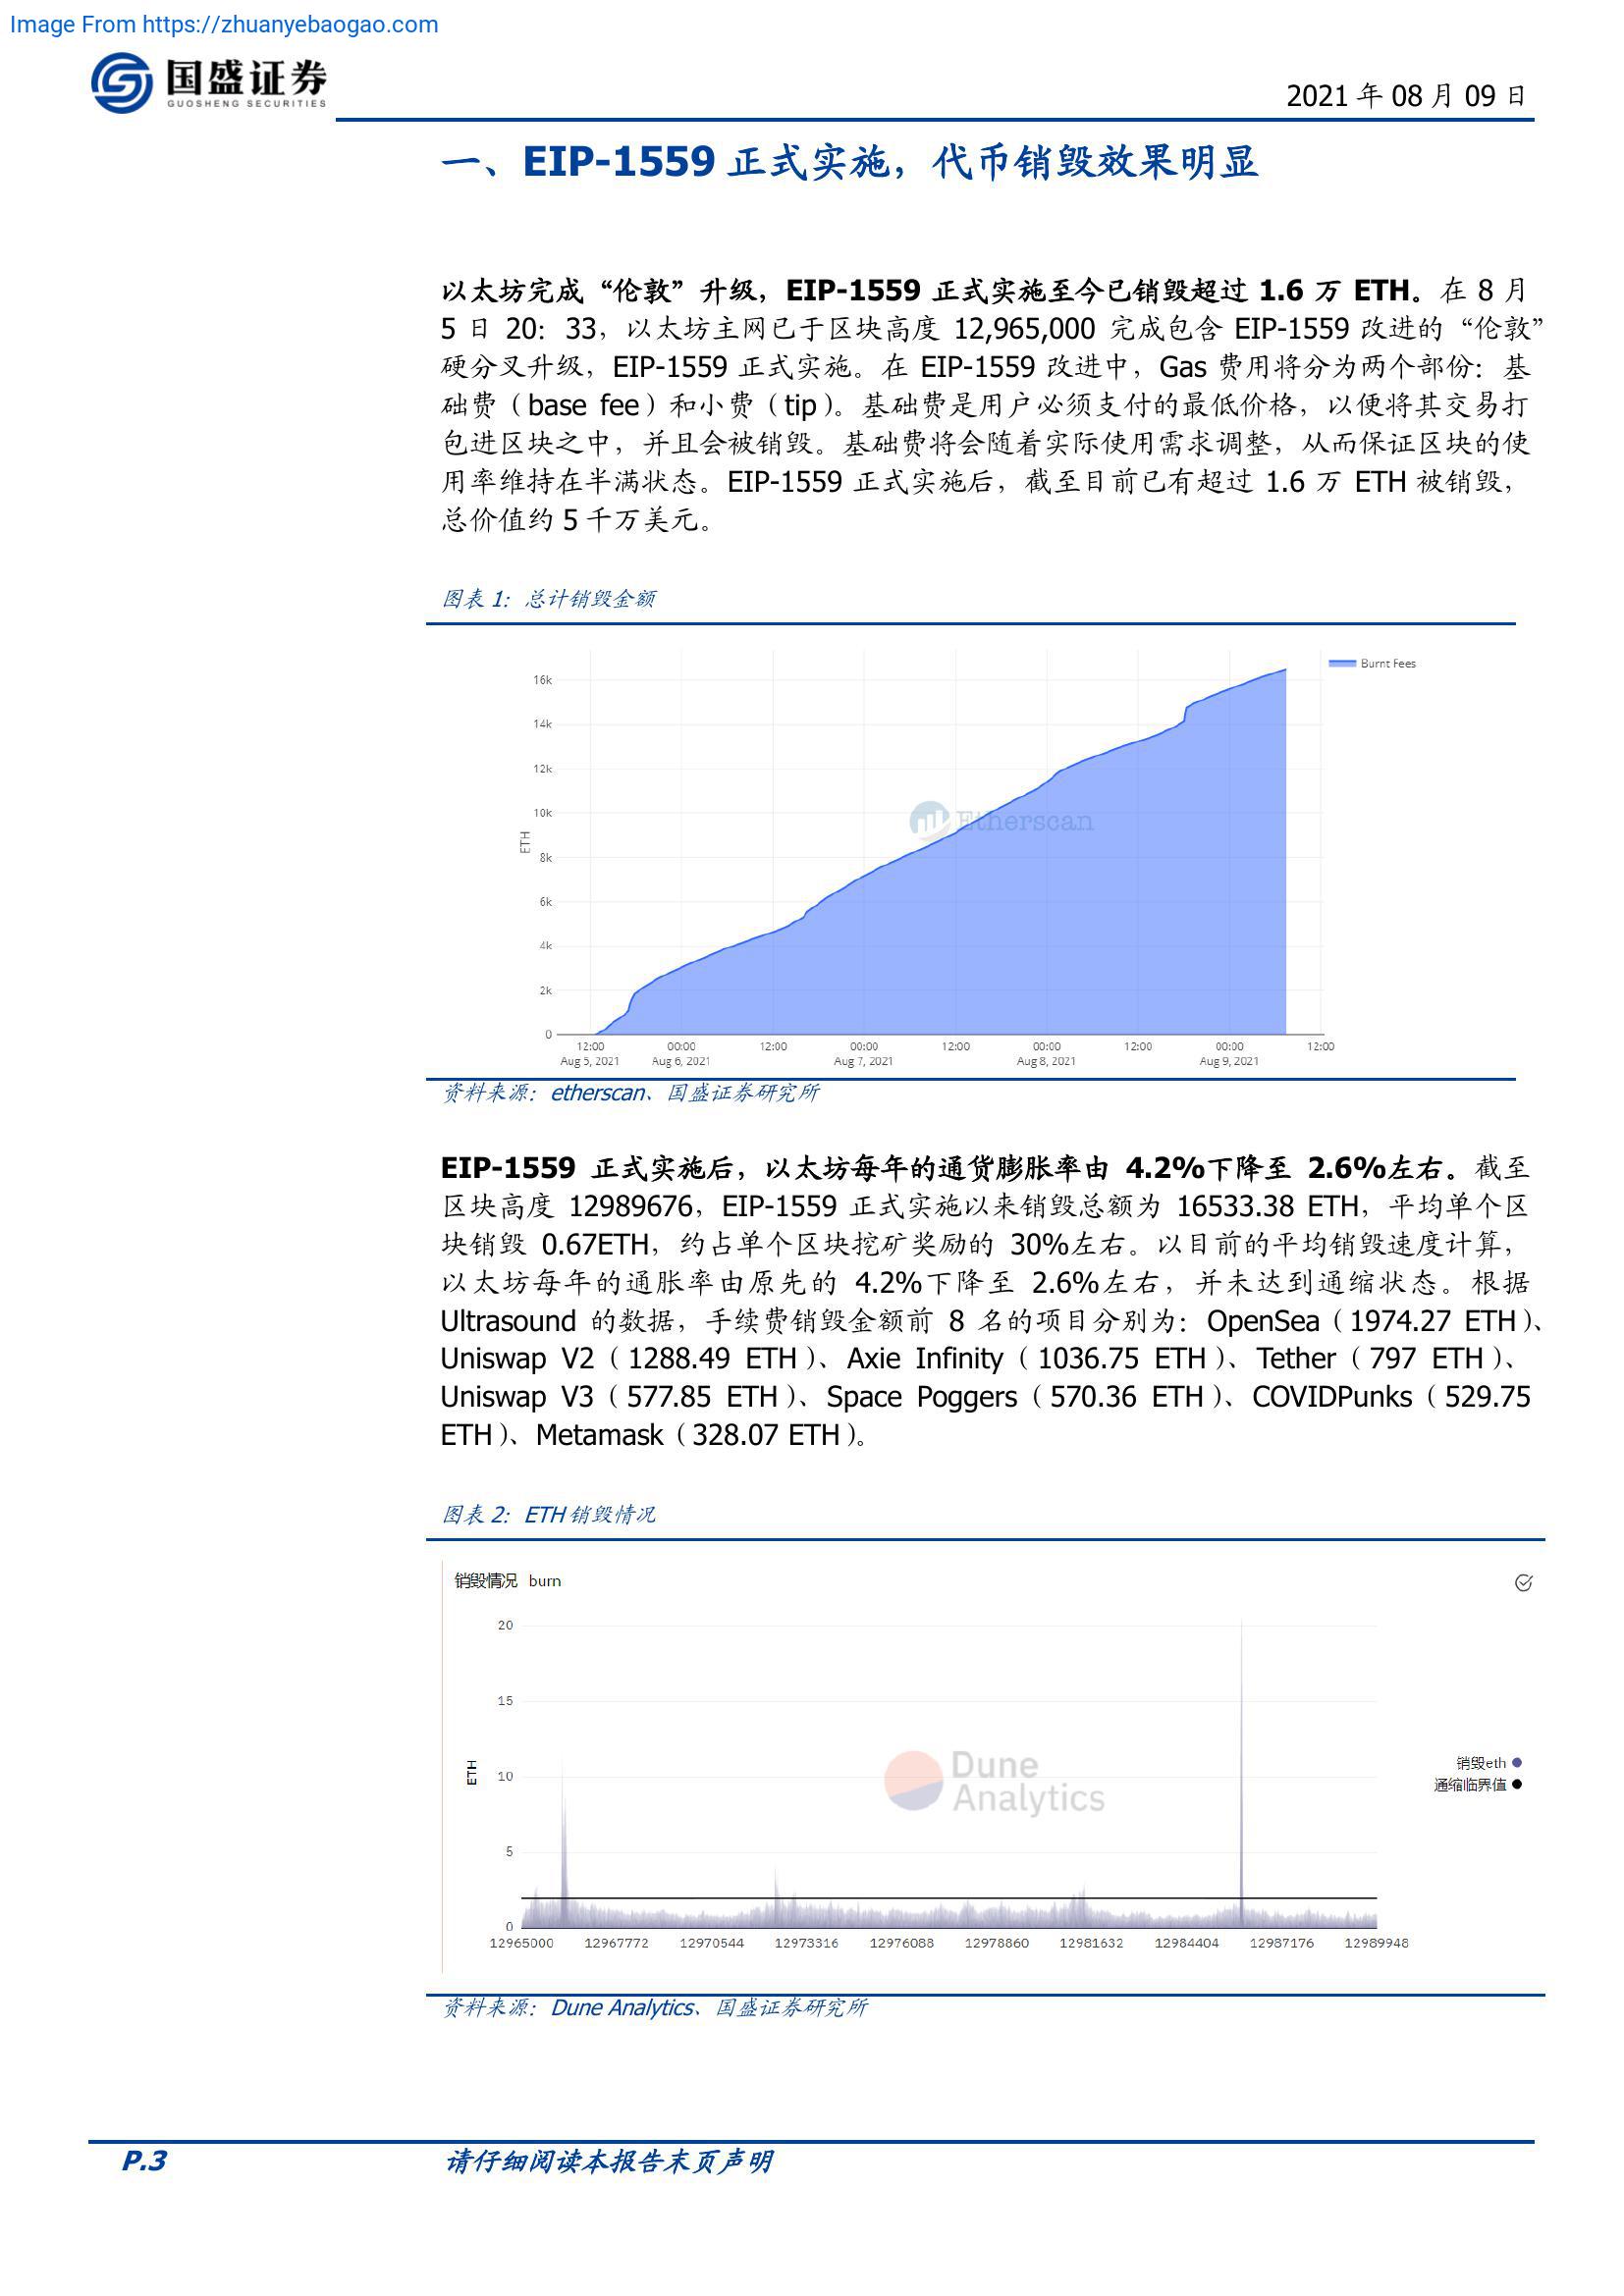 Image From https://zhuanyebaogao.com
国盛证券
GUOSHENG SECURITIES
2021 年 08 月 09 日
一、EIP-1559 正式实施，代币销毁效果明显
以太坊完成“伦敦”升级，EIP-1559 正式实施至今已销毁超过 1.6 万 ETH。在 8 月
5 日 20：33，以太坊主网已于区块高度 12,965,000 完成包含 EIP-1559 改进的“伦敦”
硬分叉升级，EIP-1559 正式实施。在 EIP-1559 改进中，Gas 费用将分为两个部份：基
础费（base fee）和小费（tip）。基础费是用户必须支付的最低价格，以便将其交易打
包进区块之中，并且会被销毁。基础费将会随着实际使用需求调整，从而保证区块的使
用率维持在半满状态。EIP-1559 正式实施后，截至目前已有超过 1.6 万 ETH 被销毁，
总价值约 5 千万美元。
图表 1：总计销毁金额
Burnt Fees
16k
14k
12k
10k
8k
6k
4k
2k
0
ETH
Etherscan
12:00 00:00 12:00 00:00 12:00 00:00 12:00 00:00 12:00
Aug 5, 2021 Aug 6, 2021 Aug 7, 2021 Aug 8, 2021 Aug 9, 2021
资料来源：etherscan、国盛证券研究所
EIP-1559 正式实施后，以太坊每年的通货膨胀率由 4.2%下降至 2.6%左右。截至
区块高度 12989676，EIP-1559 正式实施以来销毁总额为 16533.38 ETH，平均单个区
块销毁 0.67ETH，约占单个区块挖矿奖励的 30%左右。以目前的平均销毁速度计算，
以太坊每年的通胀率由原先的 4.2%下降至 2.6%左右，并未达到通缩状态。根据
Ultrasound 的数据，手续费销毁金额前 8 名的项目分别为：OpenSea（1974.27 ETH）、
Uniswap V2（1288.49 ETH）、Axie Infinity（1036.75 ETH）、Tether（797 ETH）、
Uniswap V3（577.85 ETH）、Space Poggers（570.36 ETH）、COVIDPunks（529.75
ETH）、Metamask（328.07 ETH）。
图表 2：ETH 销毁情况
销毁情况 burn
20
15
10
5
0
ETH
Dune
Analytics
销毁eth
通缩临界值
12965000 12967772 12970544 12973316 12976088 12978860 12981632 12984404 12987176 12989948
资料来源：Dune Analytics、国盛证券研究所
P.3 请仔细阅读本报告末页声明